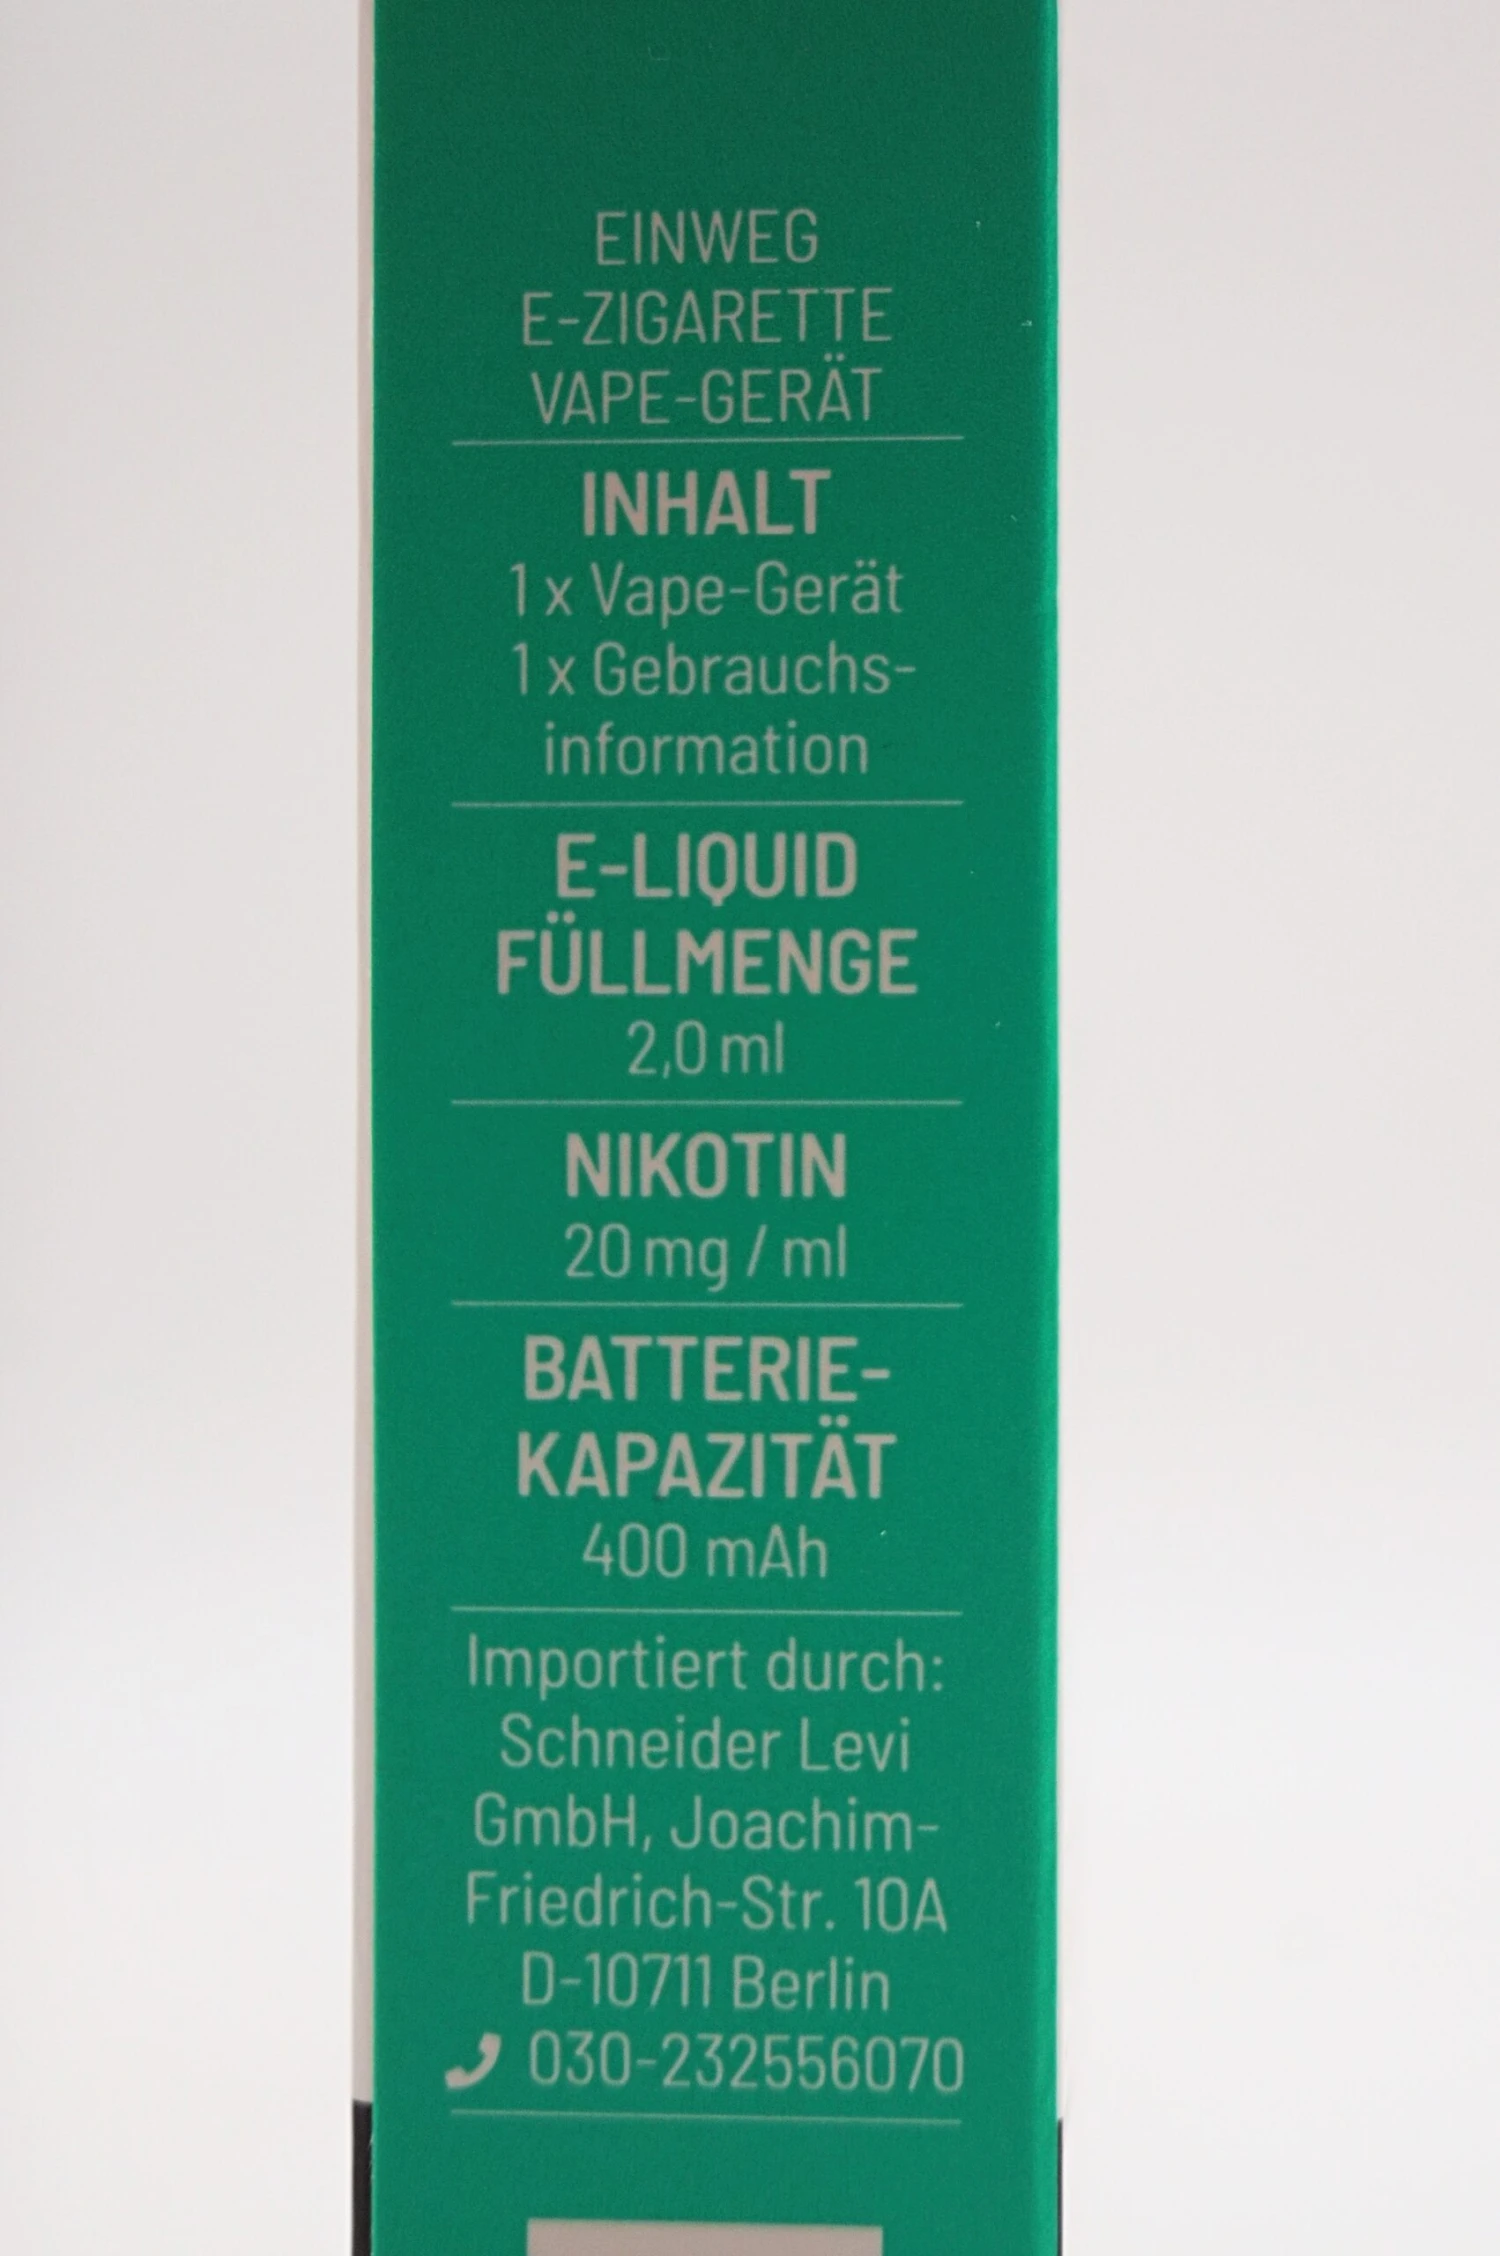 EINWEG
E-ZIGARETTE
VAPE-GERÄT
INHALT
1 x Vape-Gerät
1 x Gebrauchs-
information
E-LIQUID
FÜLLMENGE
2,0 ml
NIKOTIN
20 mg / ml
BATTERIE-
KAPAZITÄT
400 mAh
Importiert durch:
Schneider Levi
GmbH, Joachim-
Friedrich-Str. 10A
D-10711 Berlin
030-232556070